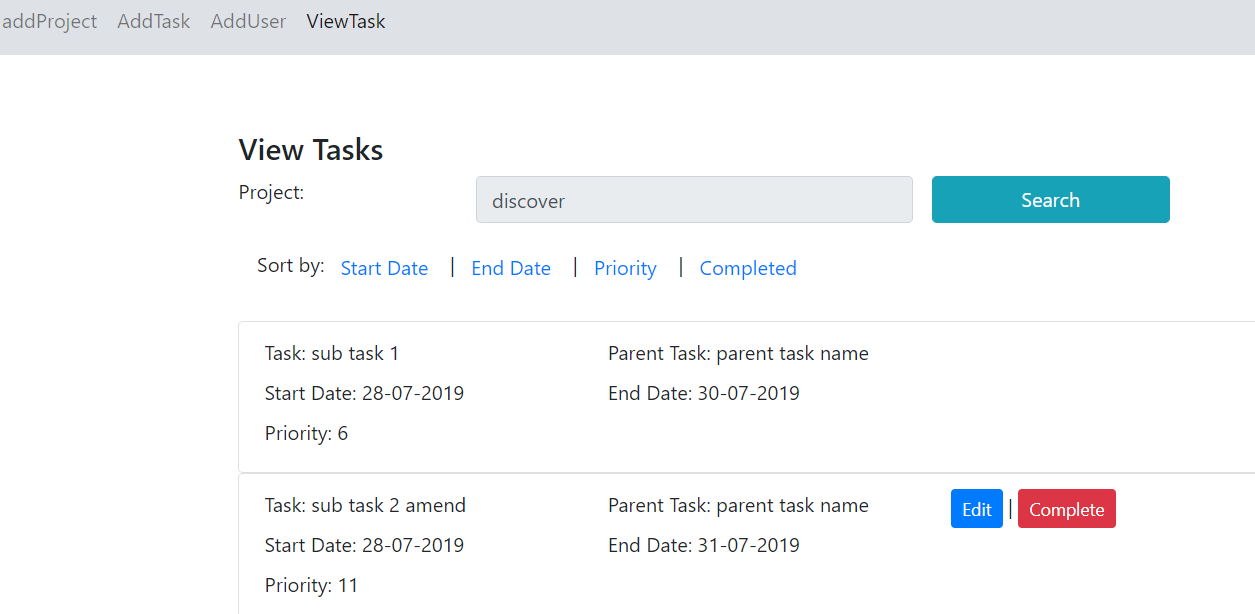 addProject AddTask AddUser ViewTask
View Tasks
Project: discover Search
Sort by: Start Date | End Date | Priority | Completed
Task: sub task 1 Parent Task: parent task name
Start Date: 28-07-2019 End Date: 30-07-2019
Priority: 6
Task: sub task 2 amend Parent Task: parent task name Edit | Complete
Start Date: 28-07-2019 End Date: 31-07-2019
Priority: 11